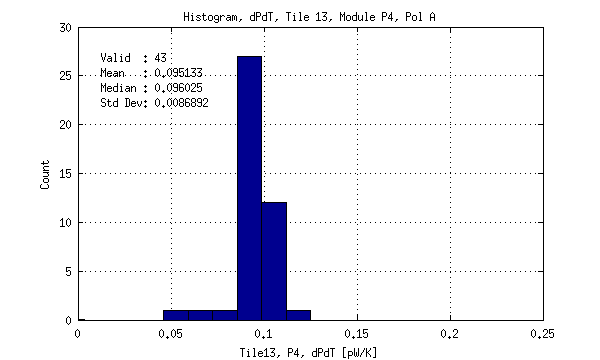 Histogram, dPdT, Tile 13, Module P4, Pol A
30
25
20
15
10
5
0
Count
Valid : 43
Mean : 0.095133
Median : 0.096025
Std Dev: 0.0086892
0 0.05 0.1 0.15 0.2 0.25
Tile13, P4, dPdT [pW/K]